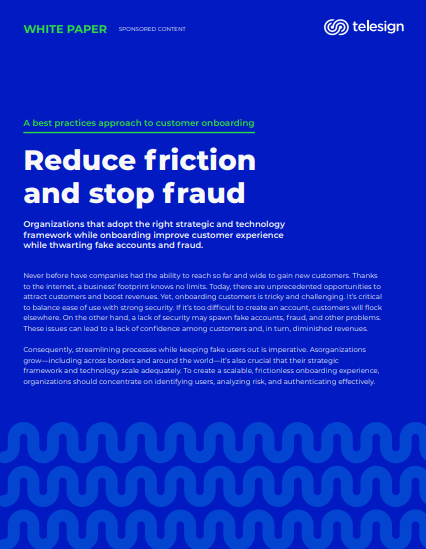 WHITE PAPER SPONSORED CONTENT
telesign
A best practices approach to customer onboarding
Reduce friction
and stop fraud
Organizations that adopt the right strategic and technology
framework while onboarding improve customer experience
while thwarting fake accounts and fraud.
Never before have companies had the ability to reach so far and wide to gain new customers. Thanks
to the internet, a business’ footprint knows no limits. Today, there are unprecedented opportunities to
attract customers and boost revenues. Yet, onboarding customers is tricky and challenging. It’s critical
to balance ease of use with strong security. If it’s too difficult to create an account, customers will flock
elsewhere. On the other hand, a lack of security may spawn fake accounts, fraud, and other problems.
These issues can lead to a lack of confidence among customers and, in turn, diminished revenues.
Consequently, streamlining processes while keeping fake users out is imperative. Asorganizations
grow—including across borders and around the world—it’s also crucial that their strategic
framework and technology scale adequately. To create a scalable, frictionless onboarding experience,
organizations should concentrate on identifying users, analyzing risk, and authenticating effectively.